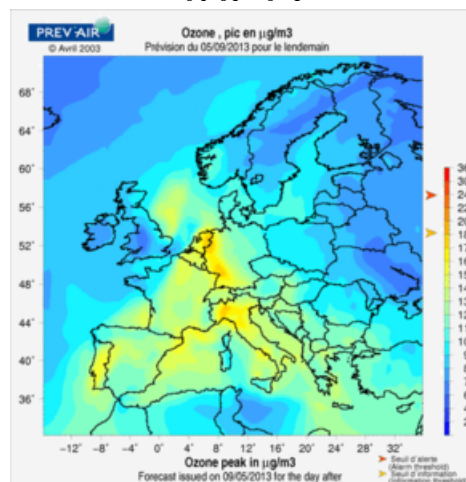 PREV'AIR
© Avril 2003
Ozone , pic en µg/m3
Prévision du 05/09/2013 pour le lendemain
68°
64°
60°
56°
52°
48°
44°
40°
36°
−12° −8° −4° 0° 4° 8° 12° 16° 20° 24° 28° 32°
Ozone peak in µg/m3
Forecast issued on 09/05/2013 for the day after
Seuil d'alerte
(Alarm threshold)
Seuil d'information
(Information threshold)